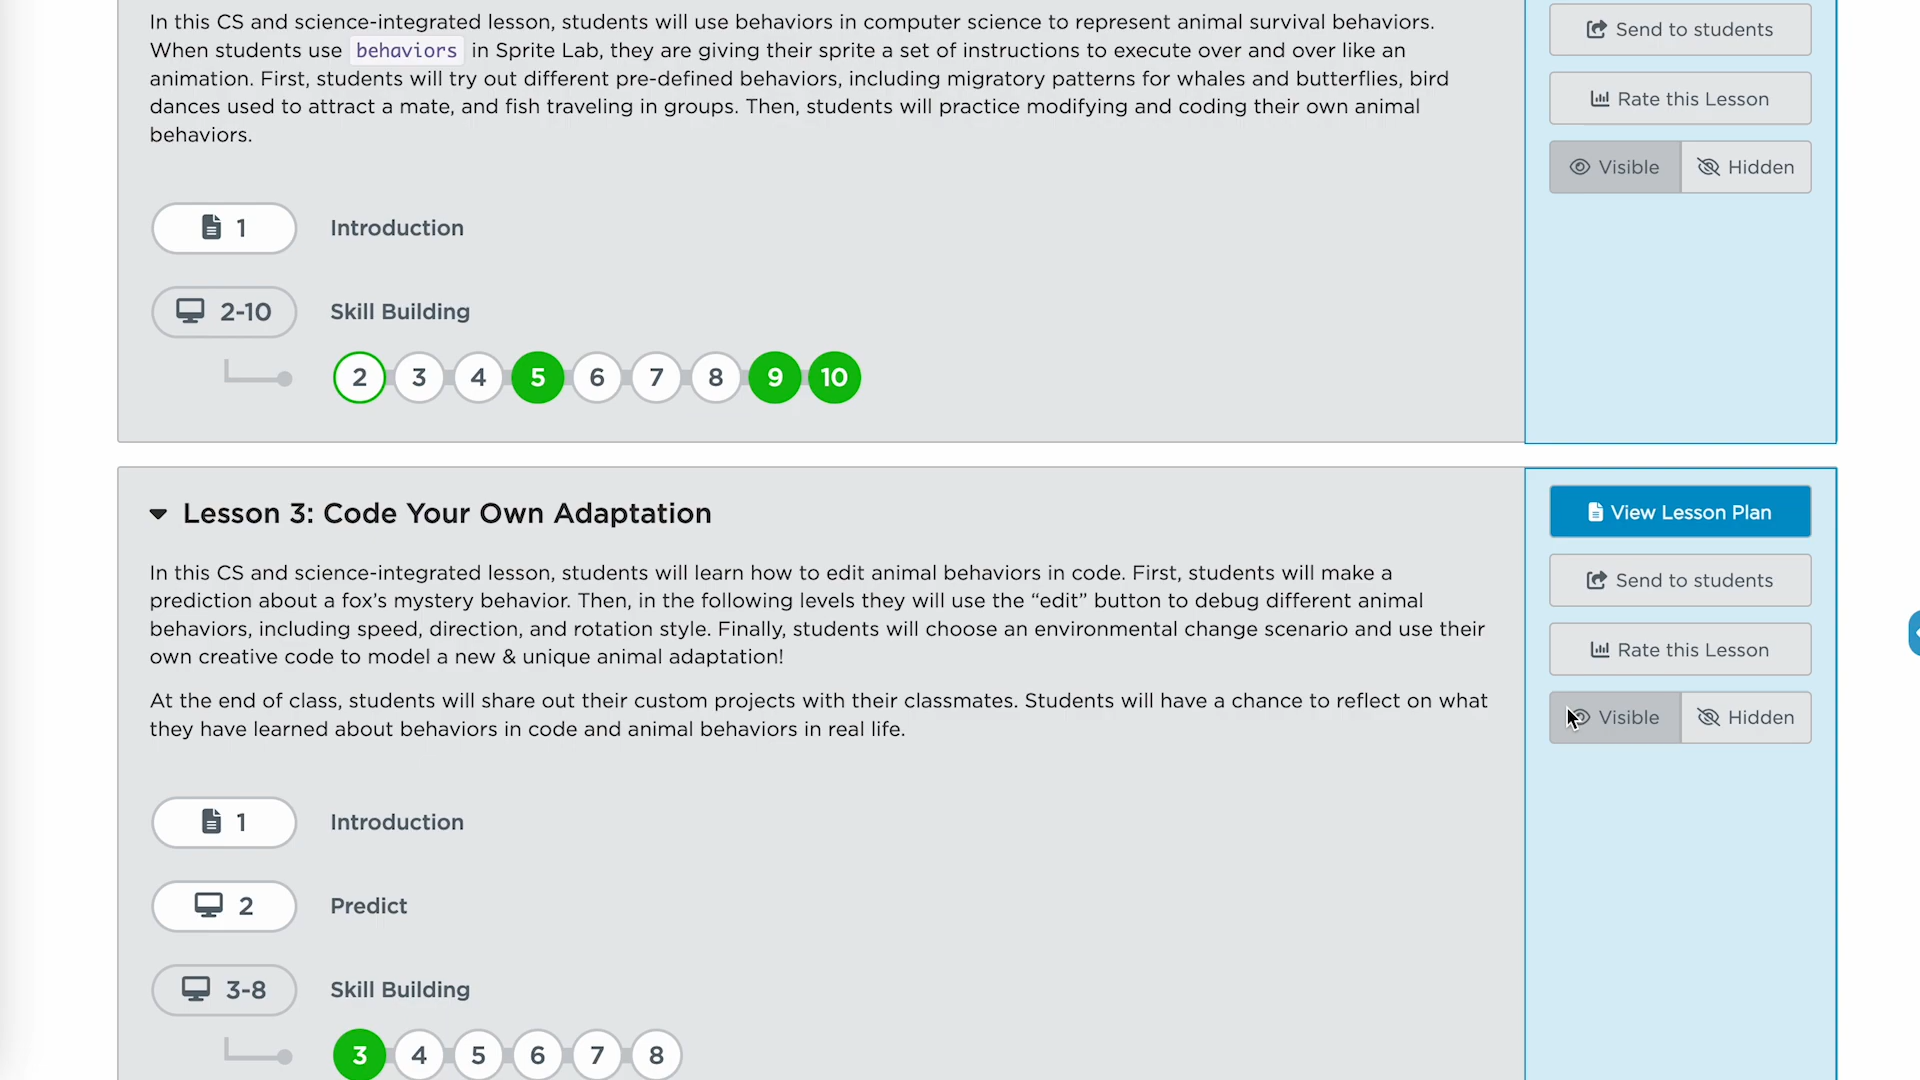 In this CS and science-integrated lesson, students will use behaviors in computer science to represent animal survival behaviors.
When students use behaviors in Sprite Lab, they are giving their sprite a set of instructions to execute over and over like an
animation. First, students will try out different pre-defined behaviors, including migratory patterns for whales and butterflies, bird
dances used to attract a mate, and fish traveling in groups. Then, students will practice modifying and coding their own animal
behaviors.
Send to students
Rate this Lesson
Visible Hidden
1 Introduction
2-10 Skill Building
2 3 4 5 6 7 8 9 10
Lesson 3: Code Your Own Adaptation
In this CS and science-integrated lesson, students will learn how to edit animal behaviors in code. First, students will make a
prediction about a fox’s mystery behavior. Then, in the following levels they will use the “edit” button to debug different animal
behaviors, including speed, direction, and rotation style. Finally, students will choose an environmental change scenario and use their
own creative code to model a new & unique animal adaptation!
At the end of class, students will share out their custom projects with their classmates. Students will have a chance to reflect on what
they have learned about behaviors in code and animal behaviors in real life.
View Lesson Plan
Send to students
Rate this Lesson
Visible Hidden
1 Introduction
2 Predict
3-8 Skill Building
3 4 5 6 7 8